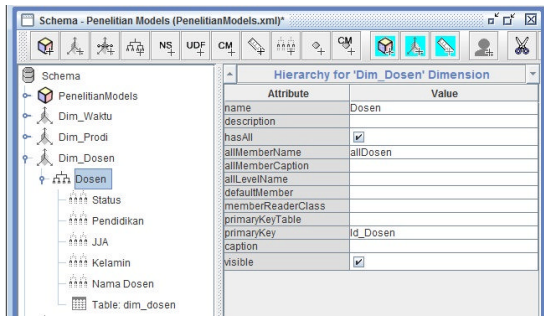 Schema - Penelitian Models (PenelitianModels.xml)*
NS UDF CM CM
Schema
PenelitianModels
Dim_Waktu
Dim_Prodi
Dim_Dosen
Dosen
Status
Pendidikan
JJA
Kelamin
Nama Dosen
Table: dim_dosen
Hierarchy for 'Dim_Dosen' Dimension
Attribute Value
name Dosen
description
hasAll
allMemberName allDosen
allMemberCaption
allLevelName
defaultMember
memberReaderClass
primaryKeyTable
primaryKey Id_Dosen
caption
visible